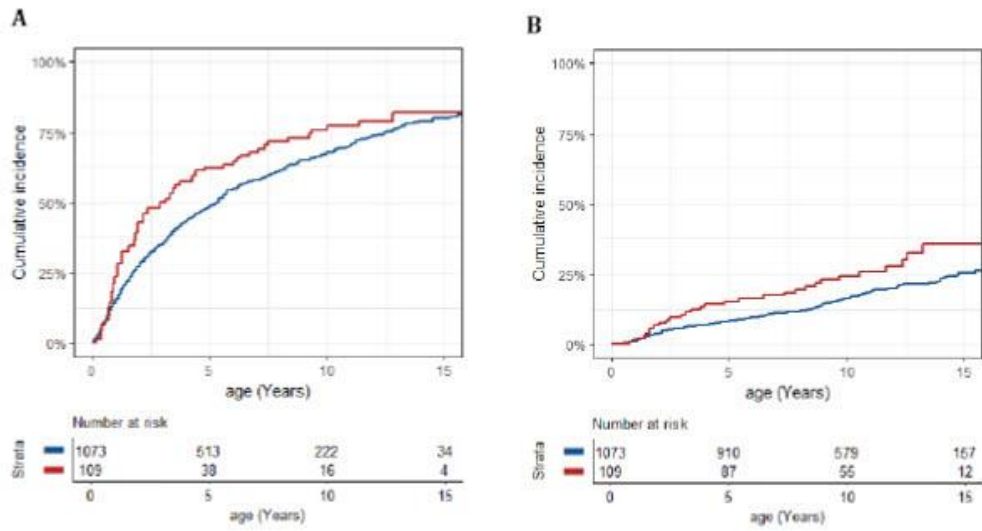 A
100%
75%
50%
25%
0%
Cumulative incidence
0 5 10 15
age (Years)
Number at risk
Strata
1073 513 222 34
109 38 16 4
0 5 10 15
age (Years)
B
100%
75%
50%
25%
0%
Cumulative incidence
0 5 10 15
age (Years)
Number at risk
Strata
1073 910 579 157
109 87 55 12
0 5 10 15
age (Years)